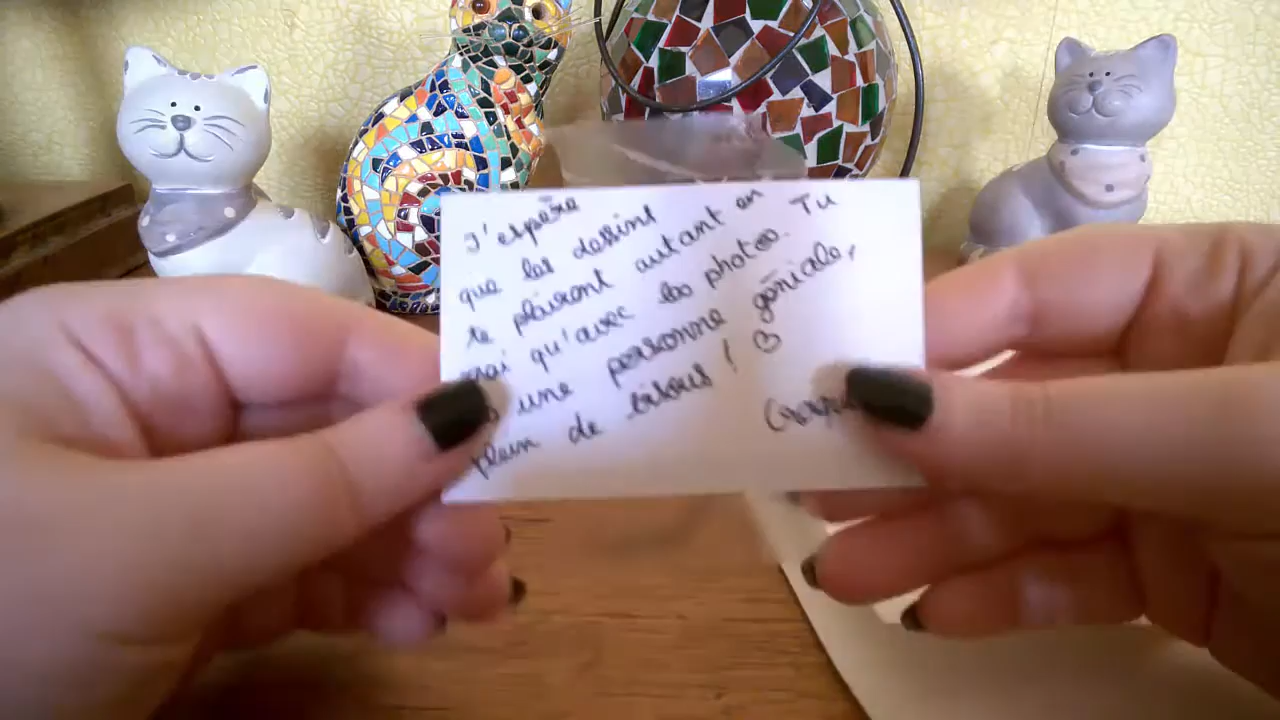 J'espère
que les dessins
te plairont autant en
vrai qu'avec les photos. Tu
une personne géniale,
plein de bisous ! ♡